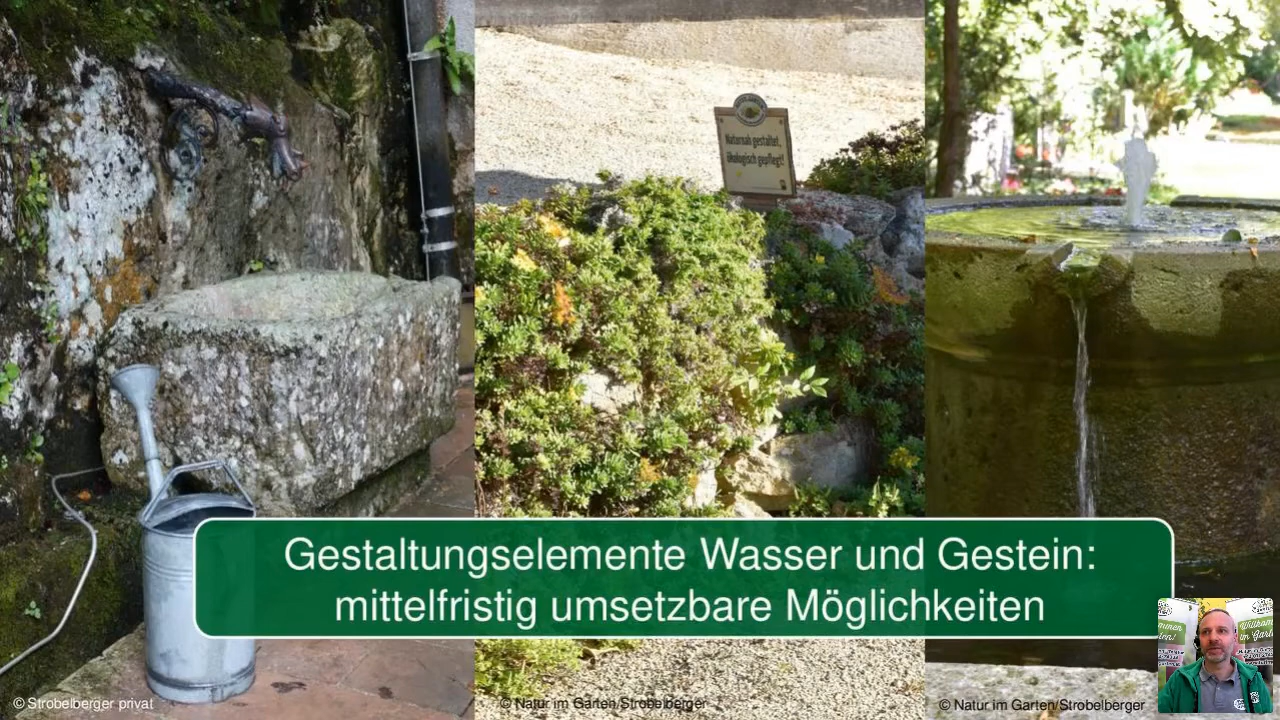 Naturnah gestaltet,
ökologisch gepflegt!
Gestaltungselemente Wasser und Gestein:
mittelfristig umsetzbare Möglichkeiten
© Strobelberger privat
© Natur im Garten/Strobelberger
© Natur im Garten/Strobelberger